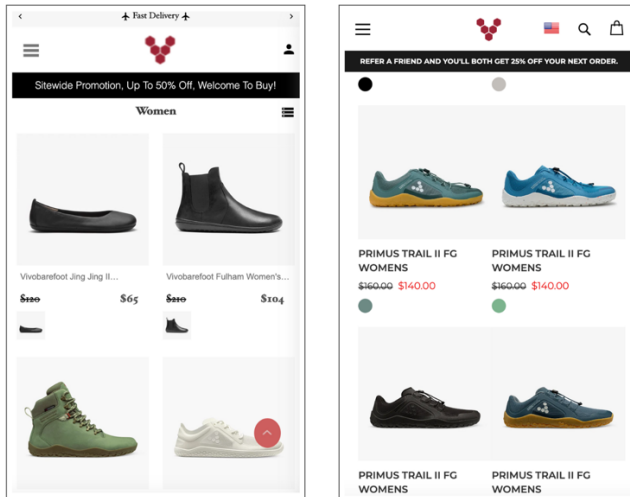 Fast Delivery
Sitewide Promotion, Up To 50% Off, Welcome To Buy!
Women
Vivobarefoot Jing Jing II...
Vivobarefoot Fulham Women's...
$120 $65
$210 $104
REFER A FRIEND AND YOU'LL BOTH GET 25% OFF YOUR NEXT ORDER.
PRIMUS TRAIL II FG
WOMENS
$160.00 $140.00
PRIMUS TRAIL II FG
WOMENS
$160.00 $140.00
PRIMUS TRAIL II FG
WOMENS
PRIMUS TRAIL II FG
WOMENS